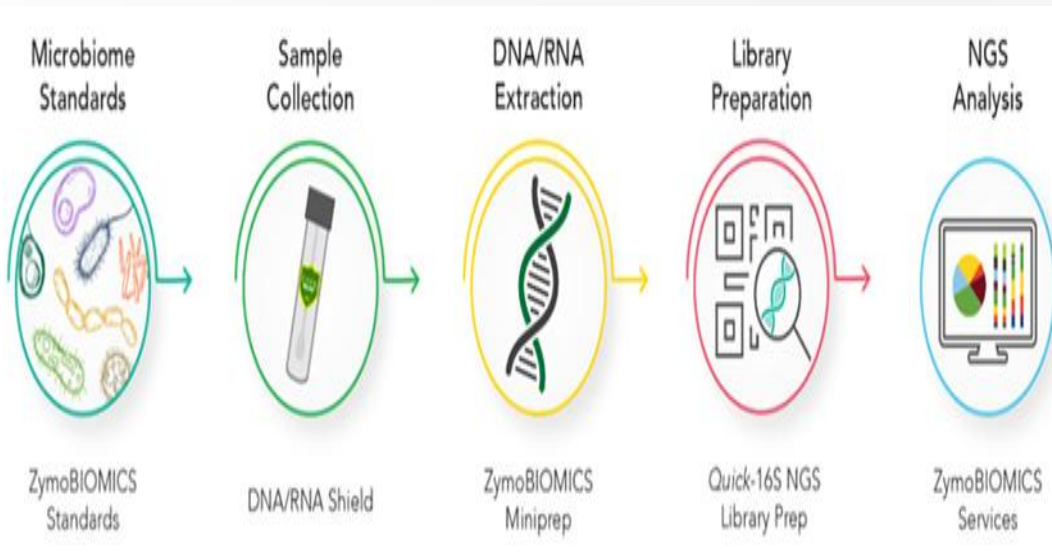 Microbiome
Standards
Sample
Collection
DNA/RNA
Extraction
Library
Preparation
NGS
Analysis
ZymoBIOMICS
Standards
DNA/RNA Shield
ZymoBIOMICS
Miniprep
Quick-16S NGS
Library Prep
ZymoBIOMICS
Services